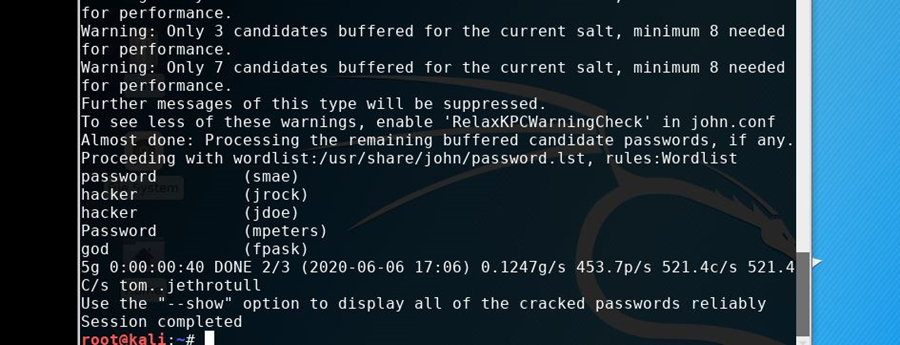 for performance.
Warning: Only 3 candidates buffered for the current salt, minimum 8 needed
for performance.
Warning: Only 7 candidates buffered for the current salt, minimum 8 needed
for performance.
Further messages of this type will be suppressed.
To see less of these warnings, enable 'RelaxKPCWarningCheck' in john.conf
Almost done: Processing the remaining buffered candidate passwords, if any.
Proceeding with wordlist:/usr/share/john/password.lst, rules:Wordlist
password (smae)
System
hacker (jrock)
hacker (jdoe)
Password (mpeters)
god (fpask)
5g 0:00:00:40 DONE 2/3 (2020-06-06 17:06) 0.1247g/s 453.7p/s 521.4c/s 521.4
C/s tom..jethrotull
Use the "--show" option to display all of the cracked passwords reliably
Session completed
root@kali:~#